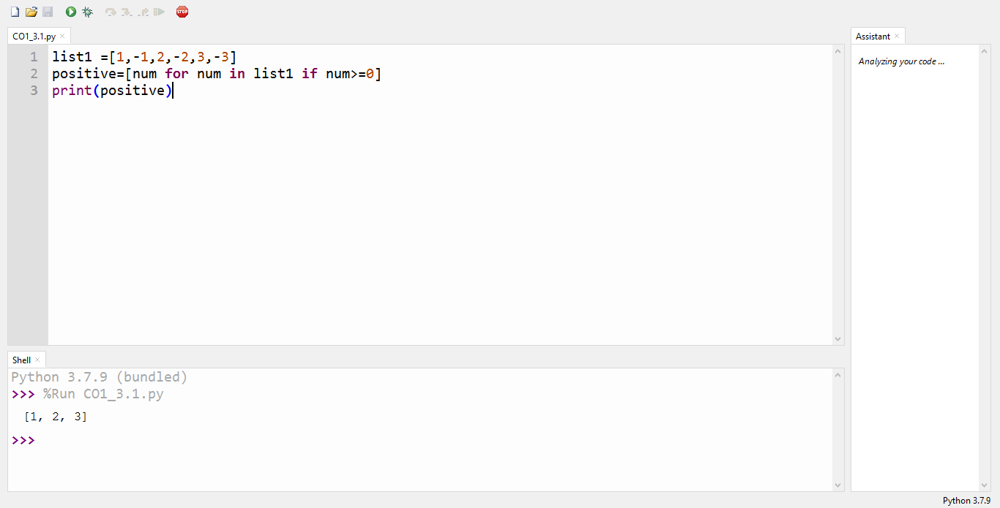 STOP
CO1_3.1.py ×
Assistant ×
1 list1 =[1,-1,2,-2,3,-3]
2 positive=[num for num in list1 if num>=0]
3 print(positive)
Analyzing your code ...
Shell ×
Python 3.7.9 (bundled)
>>> %Run CO1_3.1.py
[1, 2, 3]
>>>
Python 3.7.9